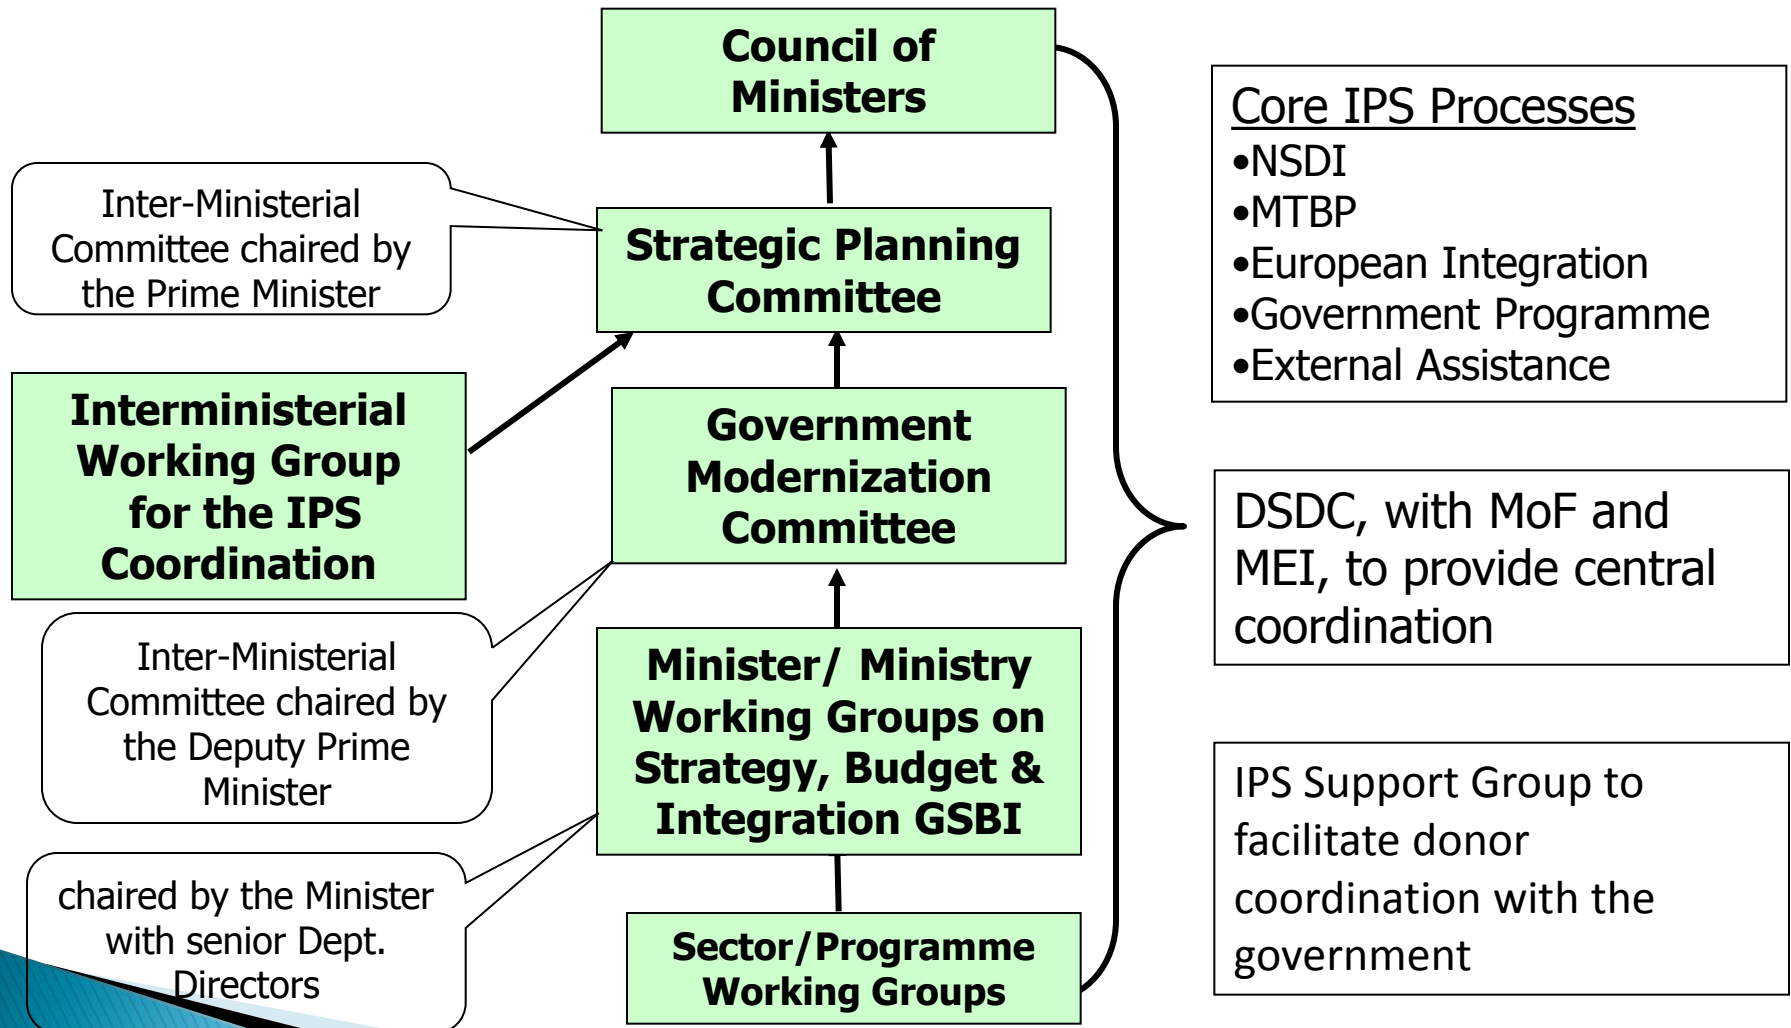 Council of
Ministers
Inter-Ministerial
Committee chaired by
the Prime Minister
Strategic Planning
Committee
Interministerial
Working Group
for the IPS
Coordination
Government
Modernization
Committee
Inter-Ministerial
Committee chaired by
the Deputy Prime
Minister
Minister/ Ministry
Working Groups on
Strategy, Budget &
Integration GSBI
chaired by the Minister
with senior Dept.
Directors
Sector/Programme
Working Groups
Core IPS Processes
•NSDI
•MTBP
•European Integration
•Government Programme
•External Assistance
DSDC, with MoF and
MEI, to provide central
coordination
IPS Support Group to
facilitate donor
coordination with the
government